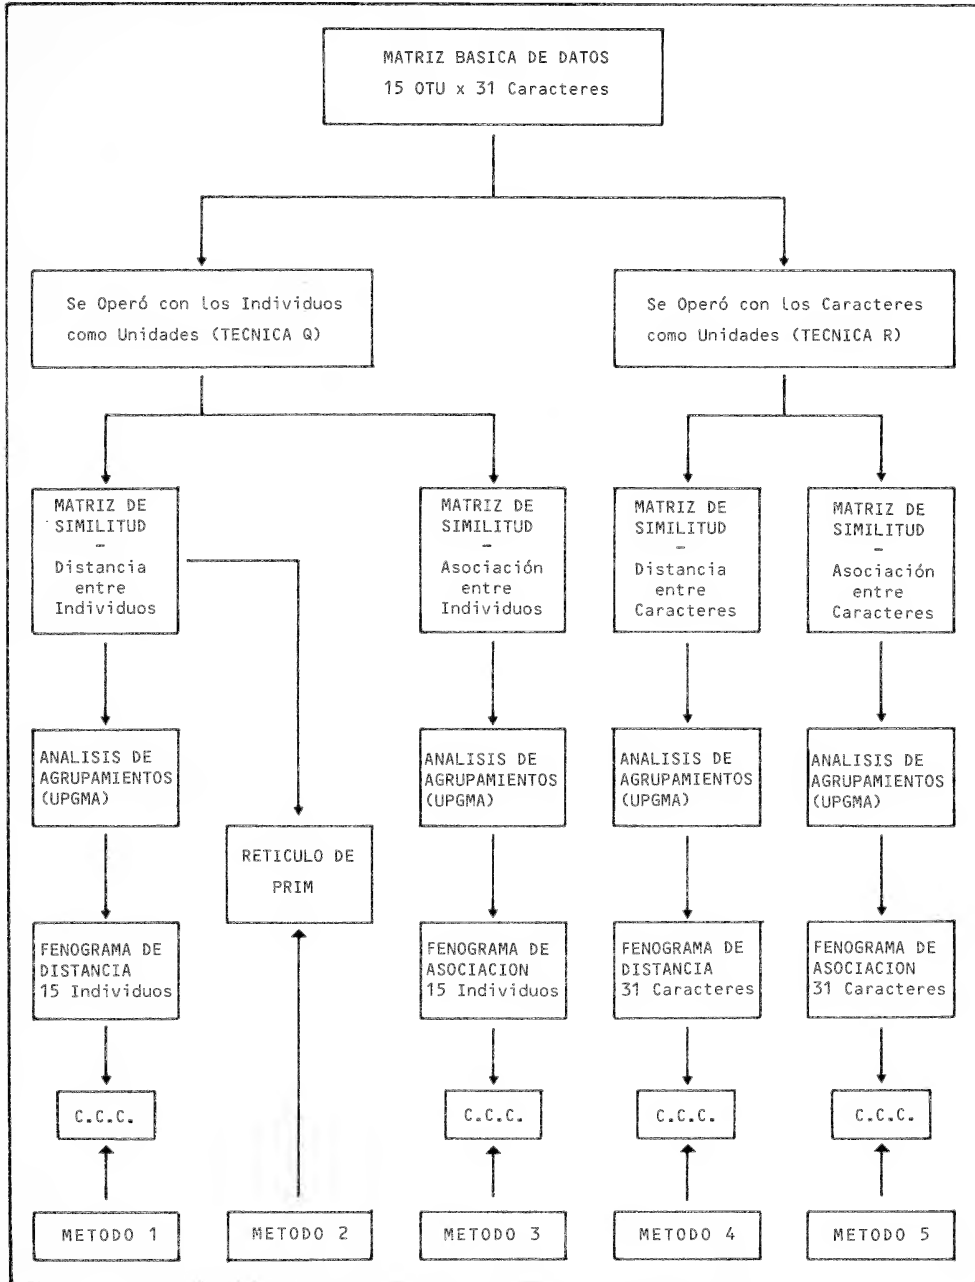 MATRIZ BASICA DE DATOS
15 OTU x 31 Caracteres
Se Operó con los Individuos
como Unidades (TECNICA Q)
Se Operó con los Caracteres
como Unidades (TECNICA R)
MATRIZ DE
SIMILITUD
-
Distancia
entre
Individuos
MATRIZ DE
SIMILITUD
-
Asociación
entre
Individuos
MATRIZ DE
SIMILITUD
-
Distancia
entre
Caracteres
MATRIZ DE
SIMILITUD
-
Asociación
entre
Caracteres
ANALISIS DE
AGRUPAMIENTOS
(UPGMA)
RETICULO DE
PRIM
ANALISIS DE
AGRUPAMIENTOS
(UPGMA)
ANALISIS DE
AGRUPAMIENTOS
(UPGMA)
ANALISIS DE
AGRUPAMIENTOS
(UPGMA)
FENOGRAMA DE
DISTANCIA
15 Individuos
FENOGRAMA DE
ASOCIACION
15 Individuos
FENOGRAMA DE
DISTANCIA
31 Caracteres
FENOGRAMA DE
ASOCIACION
31 Caracteres
C.C.C.
C.C.C.
C.C.C.
C.C.C.
METODO 1
METODO 2
METODO 3
METODO 4
METODO 5